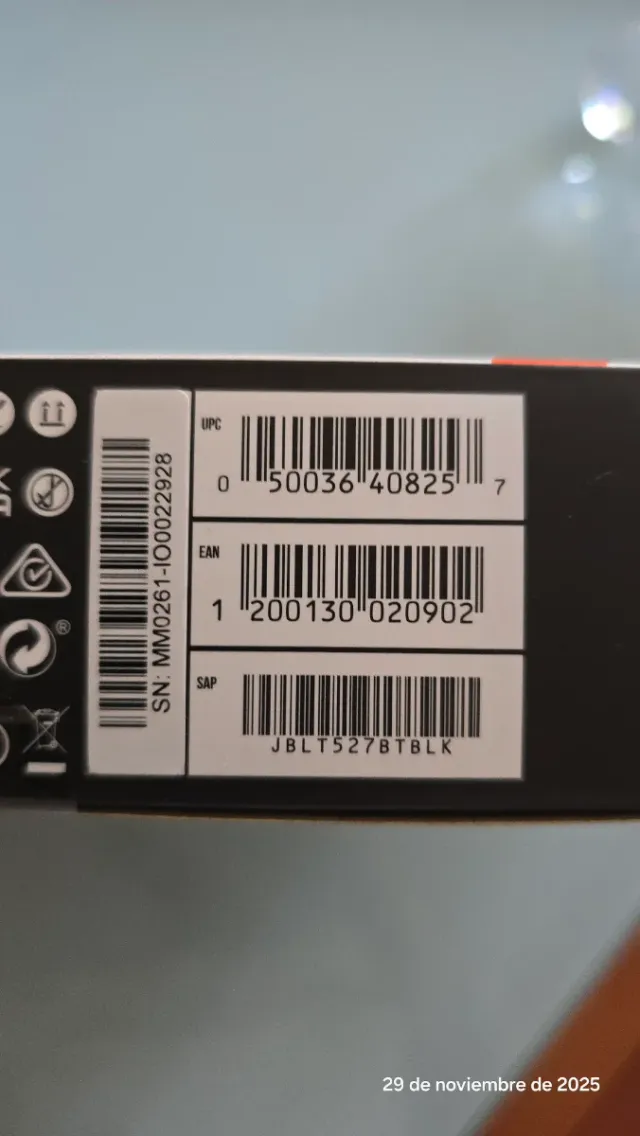 SN: MM0261-IO0022928
UPC
0 50036 40825 7
EAN
1 200130 020902
SAP
JBLT527BTBLK
®
29 de noviembre de 2025